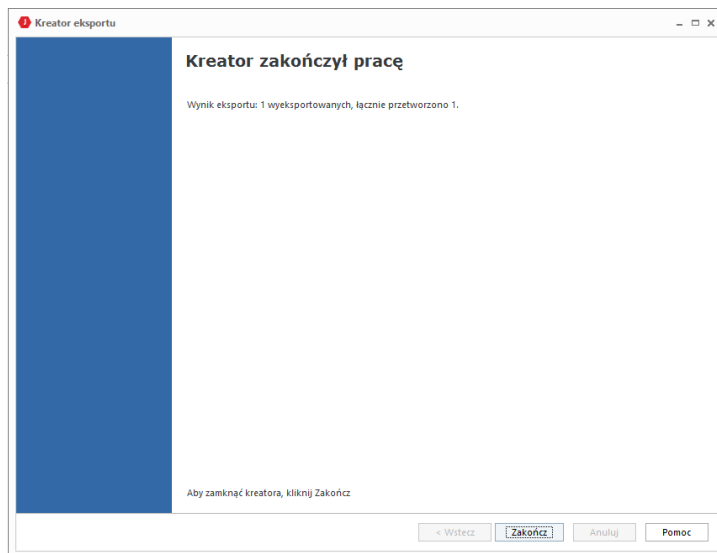 Kreator eksportu
Kreator zakończył pracę
Wynik eksportu: 1 wyeksportowanych, łącznie przetworzono 1.
Aby zamknąć kreatora, kliknij Zakończ
< Wstecz Zakończ Anuluj Pomoc